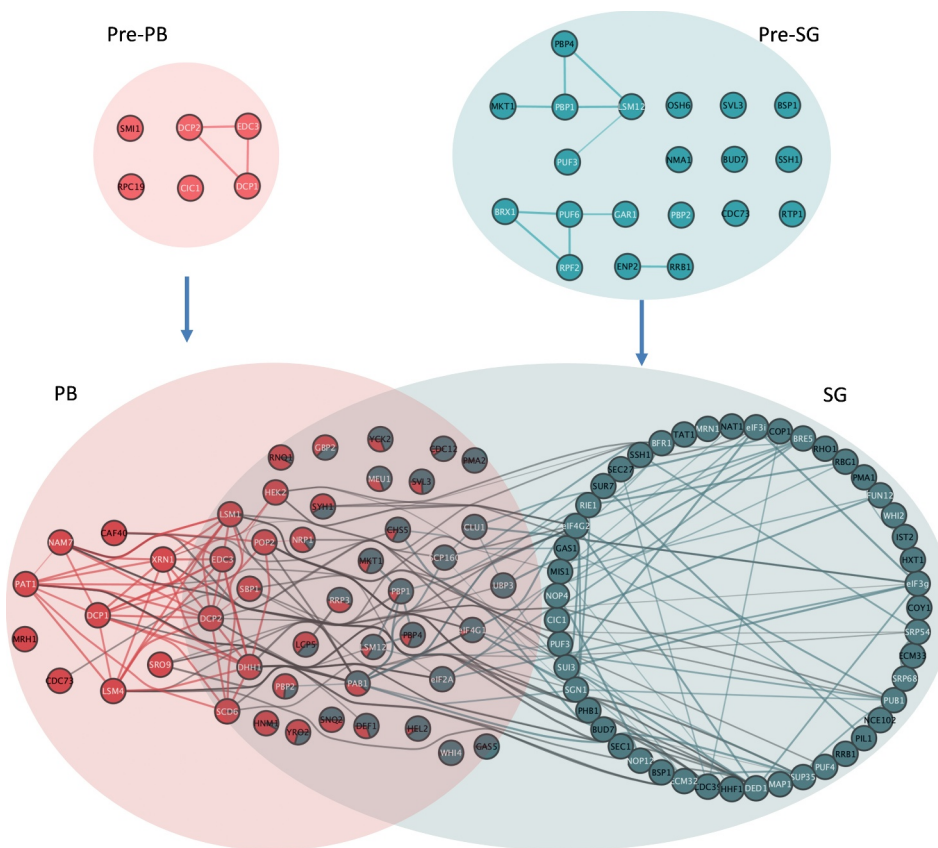 Pre-PB
Pre-SG
SMI1
DCP2
EDC3
RPC19
CIC1
DCP1
PBP4
MKT1
PBP1
LSM12
OSH6
SVL3
BSP1
PUF3
NMA1
BUD7
SSH1
BRX1
PUF6
GAR1
PBP2
CDC73
RTP1
RPF2
ENP2
RRB1
PB
SG
NAM7
CAF40
PAT1
XRN1
DCP1
MRH1
CDC73
LSM4
SRO9
LSM1
EDC3
POP2
SBP1
DCP2
DHH1
SCD6
HEK2
RNQ1
GBP2
YCK2
CDC12
PMA2
MEU1
SVL3
SYH1
NRP1
CHS5
CLU1
MKT1
SCP160
RRP3
PBP1
UBP3
LCP5
LSM12
PBP4
eIF4G1
PBP2
PAB1
eIF2A
HNM1
YRO2
SNQ2
DEF1
HEL2
WHI4
GAS5
eIF3i
NAT1
COP1
MRN1
BRE5
TAT1
RHO1
BFR1
RBG1
SSH1
PMA1
SEC27
FUN12
SUR7
WHI2
RIE1
IST2
eIF4G2
HXT1
GAS1
eIF3g
MIS1
COY1
NOP4
SRP54
CIC1
ECM33
PUF3
SRP68
SUI3
PUB1
SGN1
NCE102
PHB1
PIL1
BUD7
RRB1
SEC1
PUF4
NOP12
SUP35
BSP1
MAP1
ECM32
DED1
CDC39
HHF1